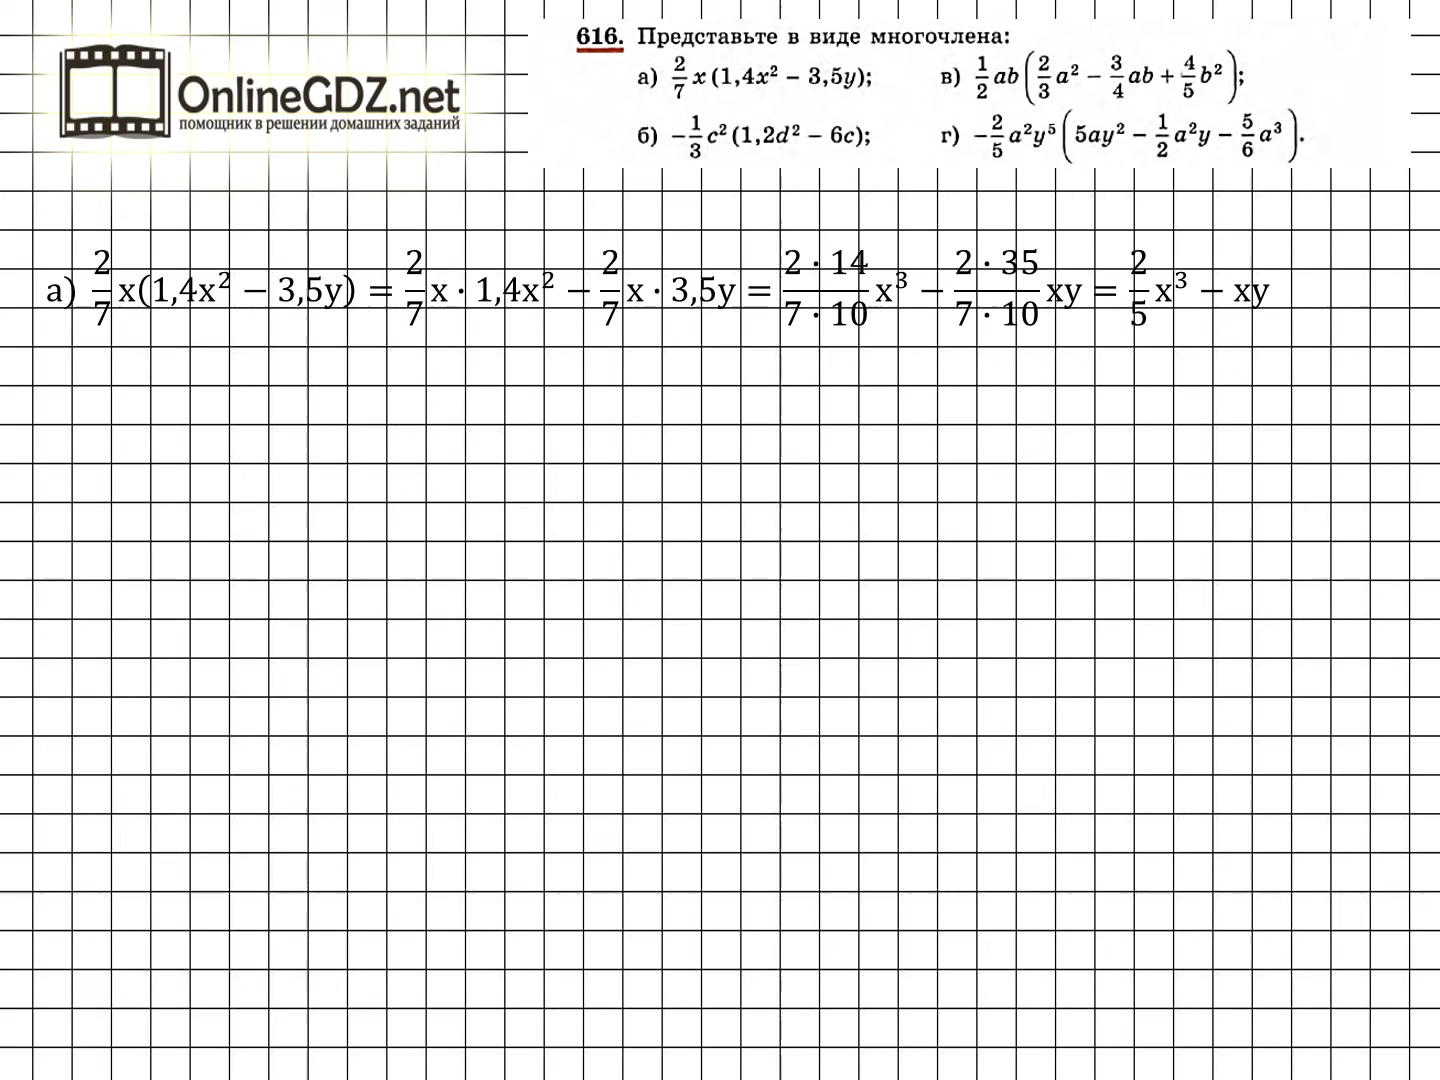 OnlineGDZ.net
помощник в решении домашних заданий
616. Представьте в виде многочлена:
а) 2/7 x (1,4x² − 3,5y);
б) −1/3 c² (1,2d² − 6c);
в) 1/2 ab (2/3 a² − 3/4 ab + 4/5 b²);
г) −2/5 a²y⁵ (5ay² − 1/2 a²y − 5/6 a³).
а) 2/7 x(1,4x² − 3,5y) = 2/7 x · 1,4x² − 2/7 x · 3,5y = (2 · 14)/(7 · 10) x³ − (2 · 35)/(7 · 10) xy = 2/5 x³ − xy